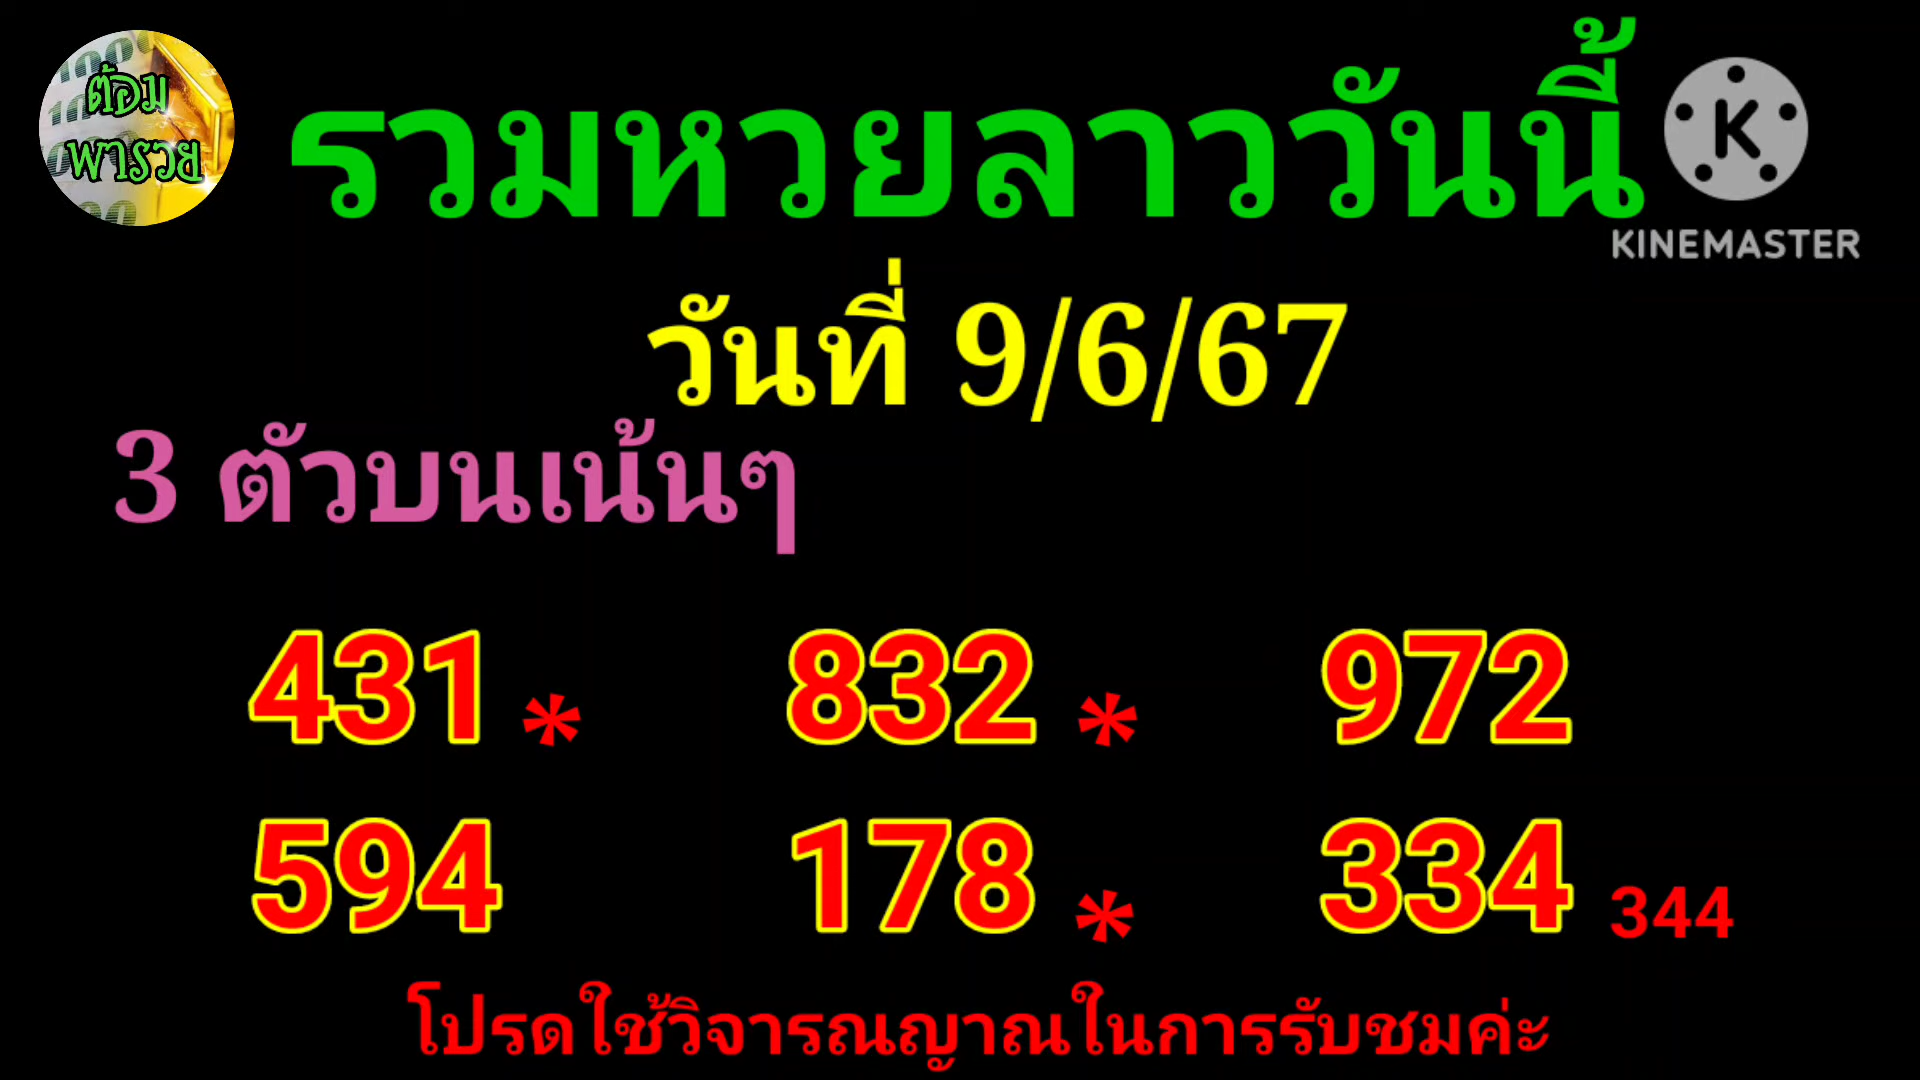 ต้อม
พารวย
รวมหวยลาววันนี้
KINEMASTER
วันที่ 9/6/67
3 ตัวบนเน้นๆ
431 * 832 * 972
594 178 * 334 344
โปรดใช้วิจารณญาณในการรับชมค่ะ